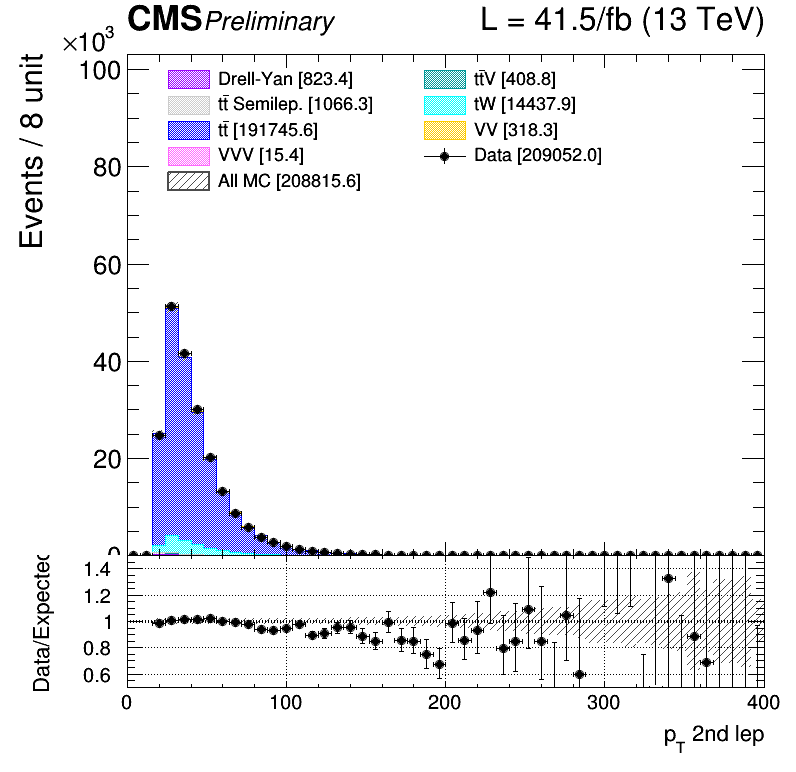 CMS Preliminary L = 41.5/fb (13 TeV)
×10³
Events / 8 unit
100
80
60
40
20
0
Drell-Yan [823.4]
tt̄ Semilep. [1066.3]
tt̄ [191745.6]
VVV [15.4]
All MC [208815.6]
tt̄V [408.8]
tW [14437.9]
VV [318.3]
Data [209052.0]
Data/Expected
1.4
1.2
1
0.8
0.6
0 100 200 300 400
p_T 2nd lep